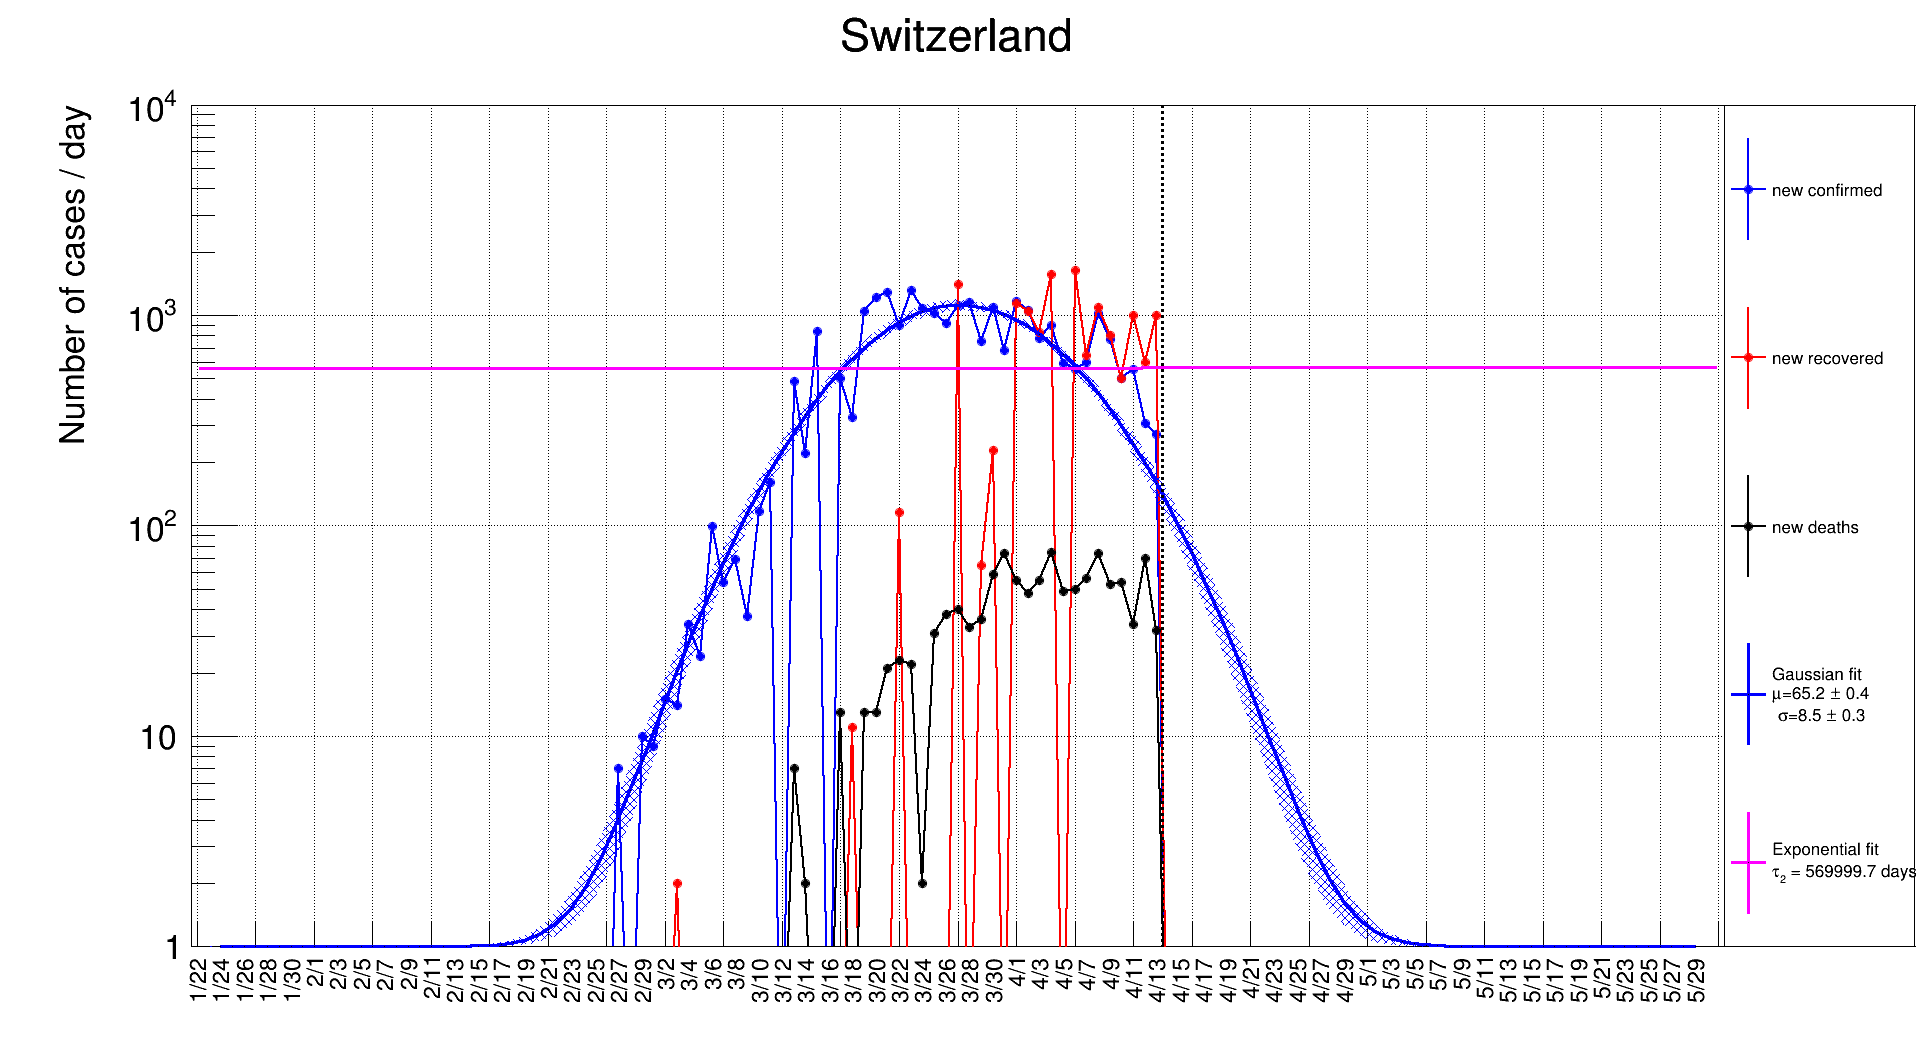 Switzerland
Number of cases / day
10^4
10^3
10^2
10
1
1/22 1/24 1/26 1/28 1/30 2/1 2/3 2/5 2/7 2/9 2/11 2/13 2/15 2/17 2/19 2/21 2/23 2/25 2/27 2/29 3/2 3/4 3/6 3/8 3/10 3/12 3/14 3/16 3/18 3/20 3/22 3/24 3/26 3/28 3/30 4/1 4/3 4/5 4/7 4/9 4/11 4/13 4/15 4/17 4/19 4/21 4/23 4/25 4/27 4/29 5/1 5/3 5/5 5/7 5/9 5/11 5/13 5/15 5/17 5/19 5/21 5/23 5/25 5/27 5/29
new confirmed
new recovered
new deaths
Gaussian fit
μ=65.2 ± 0.4
σ=8.5 ± 0.3
Exponential fit
τ₂ = 569999.7 days